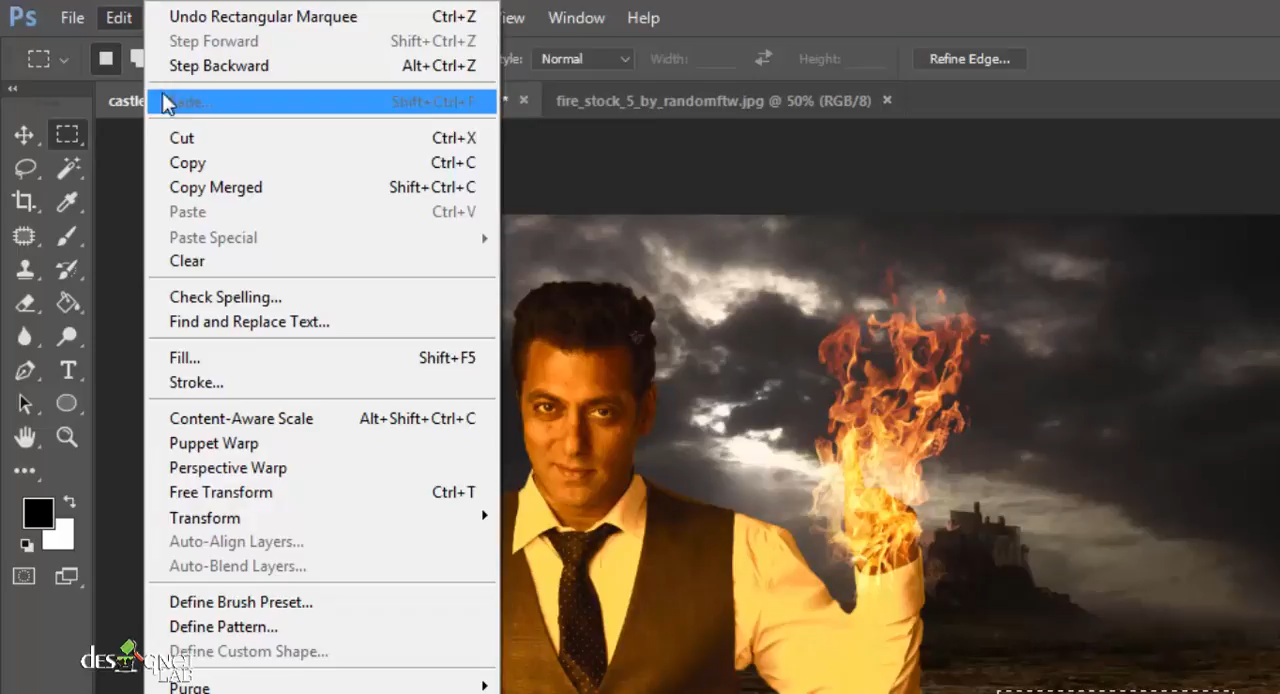 Ps File Edit
Window Help
Normal Width: Height: Refine Edge...
castle
fire_stock_5_by_randomftw.jpg @ 50% (RGB/8) ×
Undo Rectangular Marquee Ctrl+Z
Step Forward Shift+Ctrl+Z
Step Backward Alt+Ctrl+Z
Shift+Ctrl+F
Cut Ctrl+X
Copy Ctrl+C
Copy Merged Shift+Ctrl+C
Paste Ctrl+V
Paste Special
Clear
Check Spelling...
Find and Replace Text...
Fill... Shift+F5
Stroke...
Content-Aware Scale Alt+Shift+Ctrl+C
Puppet Warp
Perspective Warp
Free Transform Ctrl+T
Transform
Auto-Align Layers...
Auto-Blend Layers...
Define Brush Preset...
Define Pattern...
Define Custom Shape...
Purge
LAB